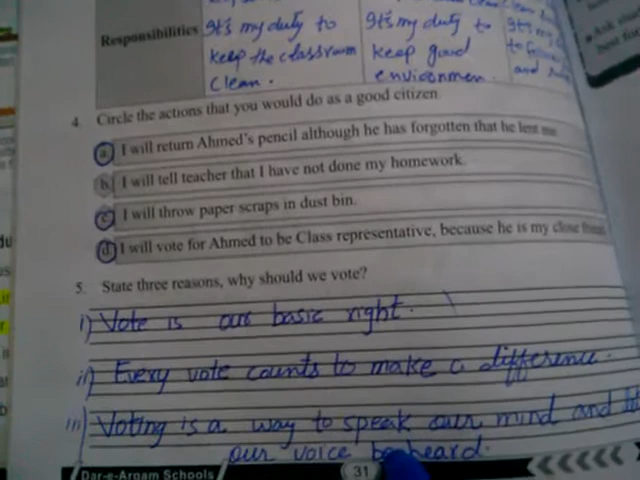 Responsibilities It's my duty to It's my duty to
keep the classroom keep good
clean. environmen.
4. Circle the actions that you would do as a good citizen.
a. I will return Ahmed's pencil although he has forgotten that he lent me
b. I will tell teacher that I have not done my homework.
c. I will throw paper scraps in dust bin.
d. I will vote for Ahmed to be Class representative, because he is my close
5. State three reasons, why should we vote?
i) Vote is our basic right.
ii) Every vote counts to make a difference.
iii) Voting is a way to speak our mind and
our voice be heard.
Dar-e-Arqam Schools 31